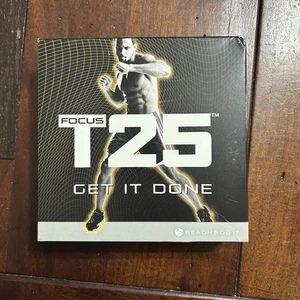 FOCUS
T25™
GET IT DONE
BEACHBODY